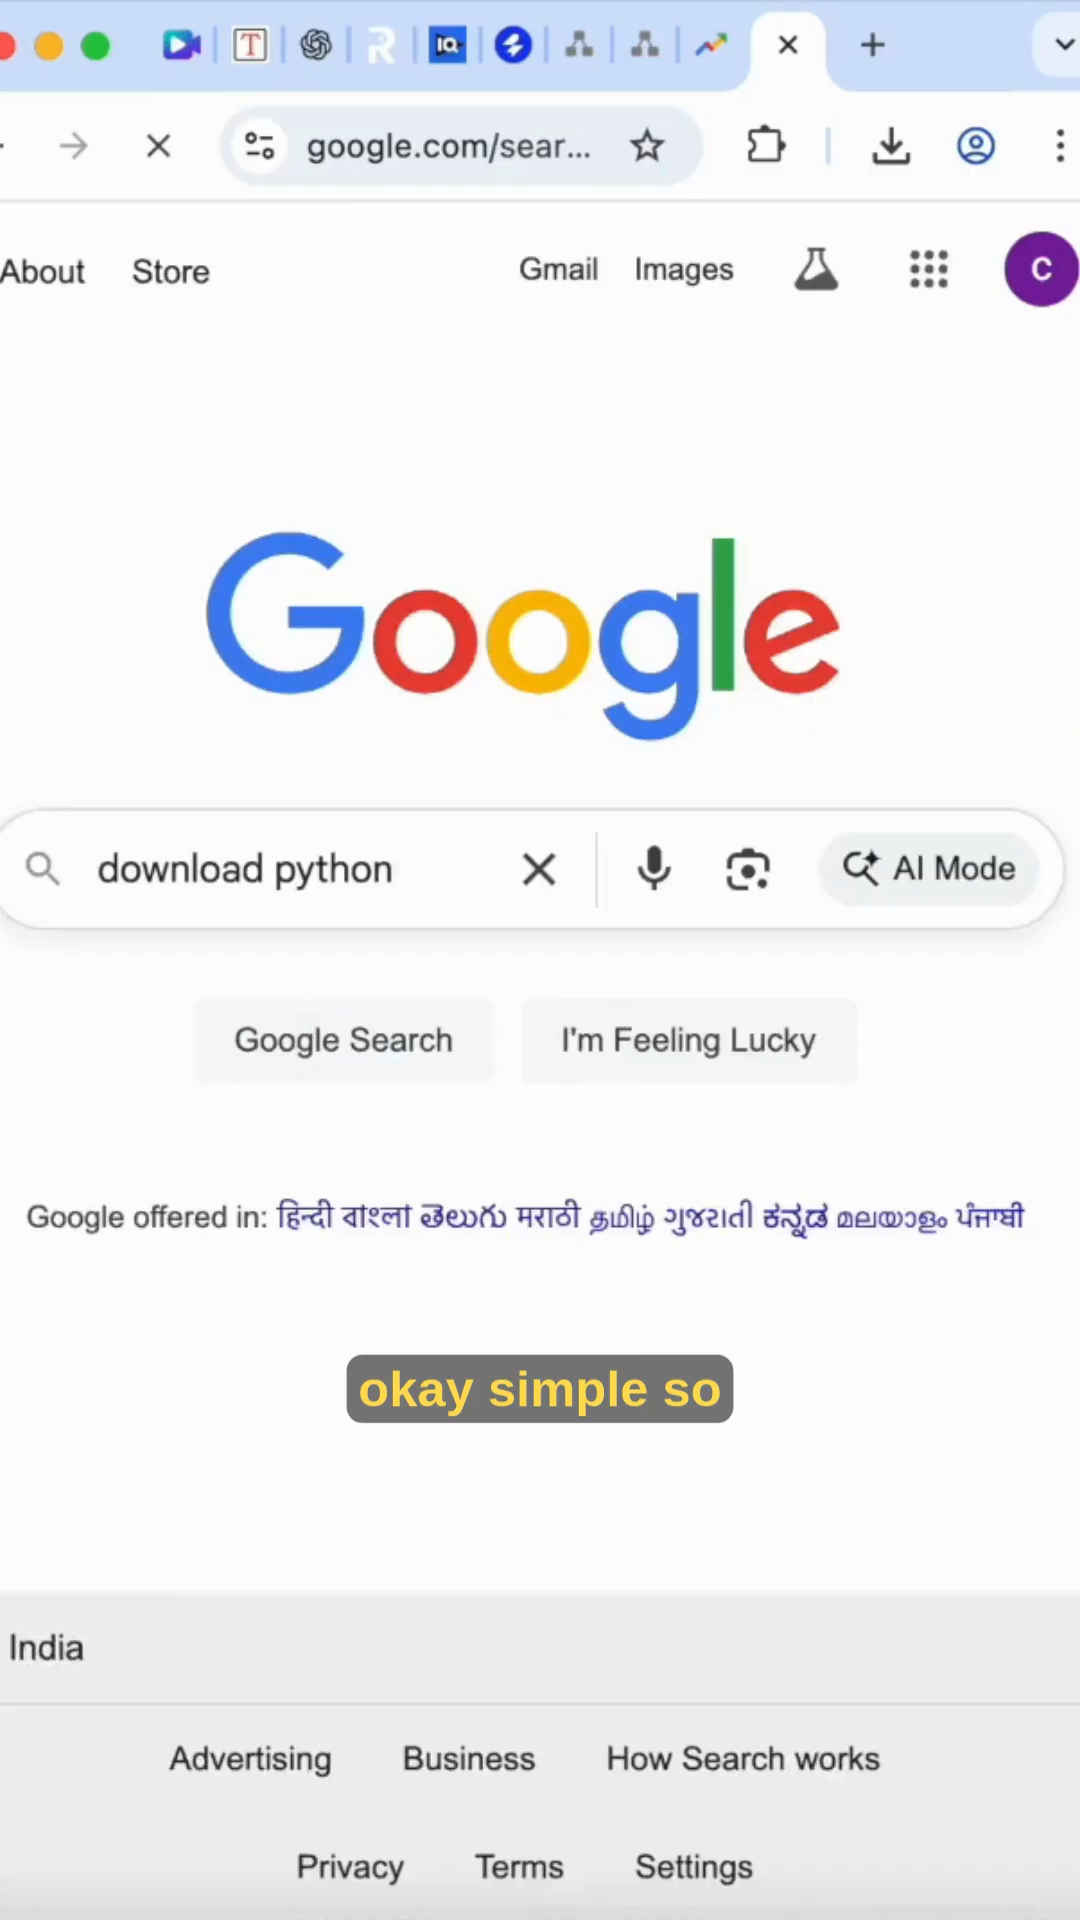 google.com/sear...
About Store Gmail Images C
Google
download python AI Mode
Google Search I'm Feeling Lucky
Google offered in: हिन्दी বাংলা తెలుగు मराठी தமிழ் ગુજરાતી ಕನ್ನಡ മലയാളം ਪੰਜਾਬੀ
okay simple so
India
Advertising Business How Search works
Privacy Terms Settings